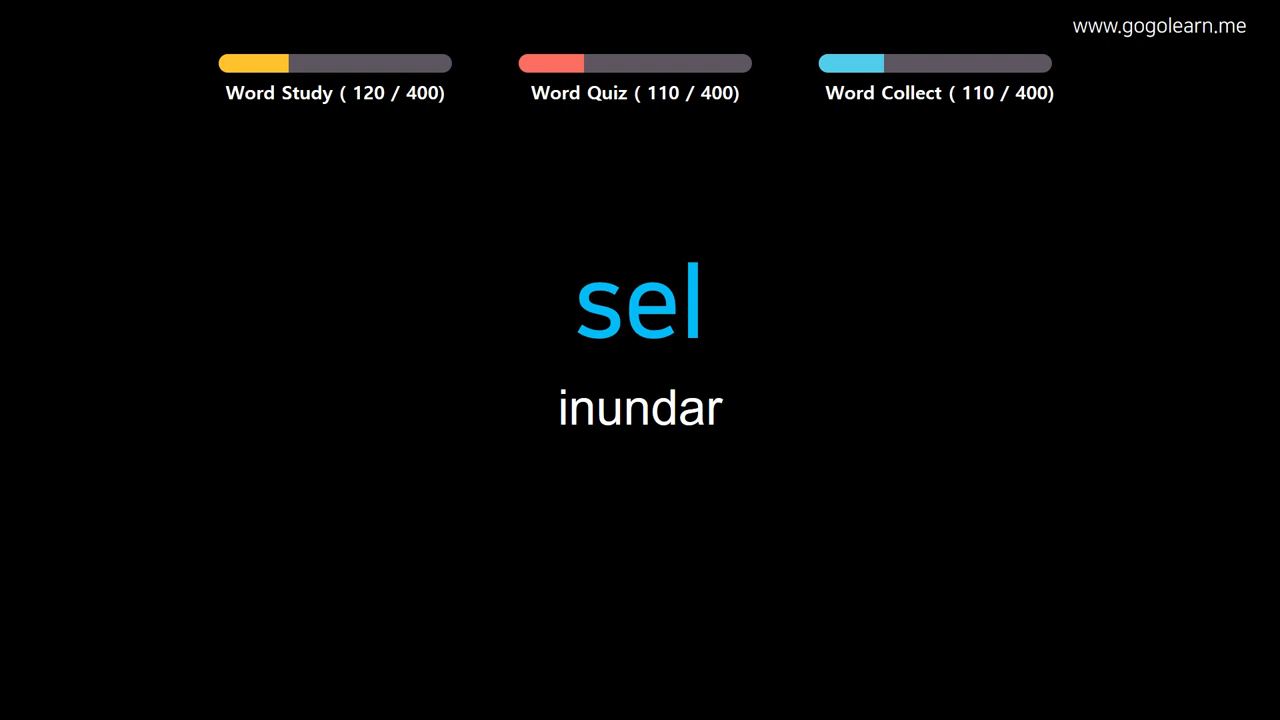 www.gogolearn.me
Word Study ( 120 / 400)
Word Quiz ( 110 / 400)
Word Collect ( 110 / 400)
sel
inundar